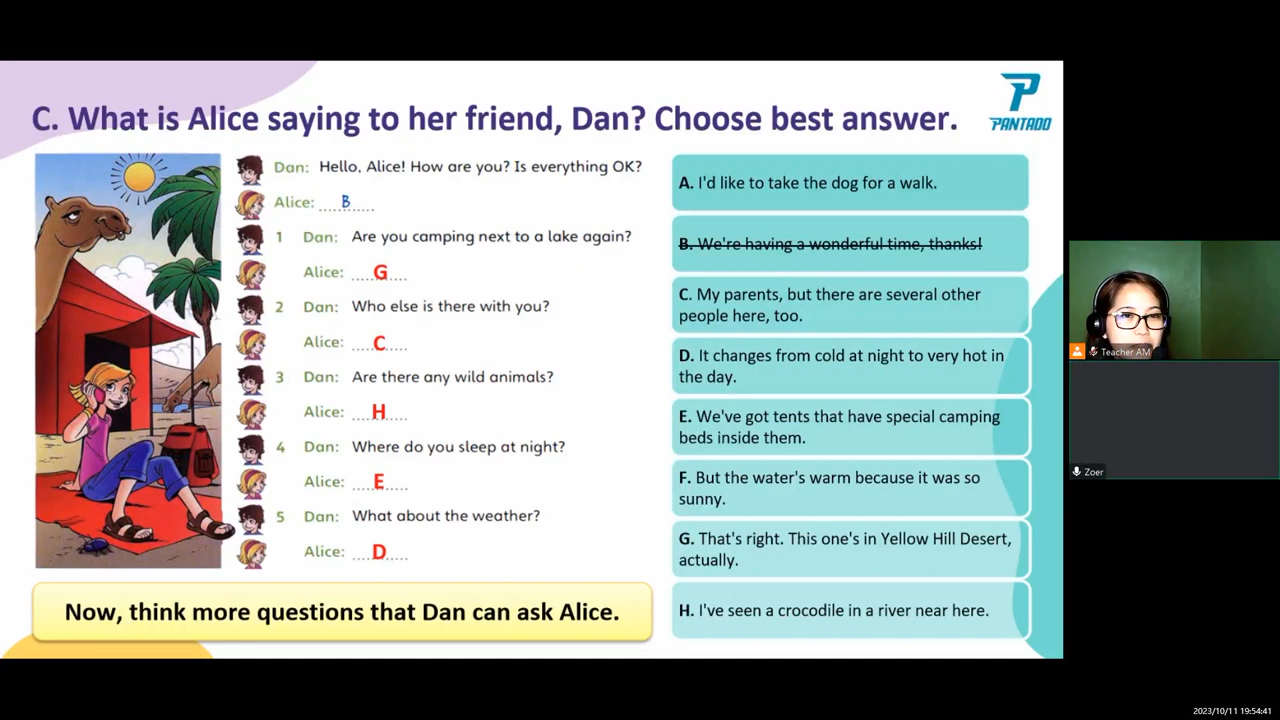 C. What is Alice saying to her friend, Dan? Choose best answer.
PANTADO
Dan: Hello, Alice! How are you? Is everything OK?
Alice: ....B.....
1 Dan: Are you camping next to a lake again?
Alice: ....G.....
2 Dan: Who else is there with you?
Alice: ....C.....
3 Dan: Are there any wild animals?
Alice: ....H.....
4 Dan: Where do you sleep at night?
Alice: ....E.....
5 Dan: What about the weather?
Alice: ....D.....
Now, think more questions that Dan can ask Alice.
A. I'd like to take the dog for a walk.
B. We're having a wonderful time, thanks!
C. My parents, but there are several other
people here, too.
D. It changes from cold at night to very hot in
the day.
E. We've got tents that have special camping
beds inside them.
F. But the water's warm because it was so
sunny.
G. That's right. This one's in Yellow Hill Desert,
actually.
H. I've seen a crocodile in a river near here.
Teacher AM
Zoer
2023/10/11 19:54:41